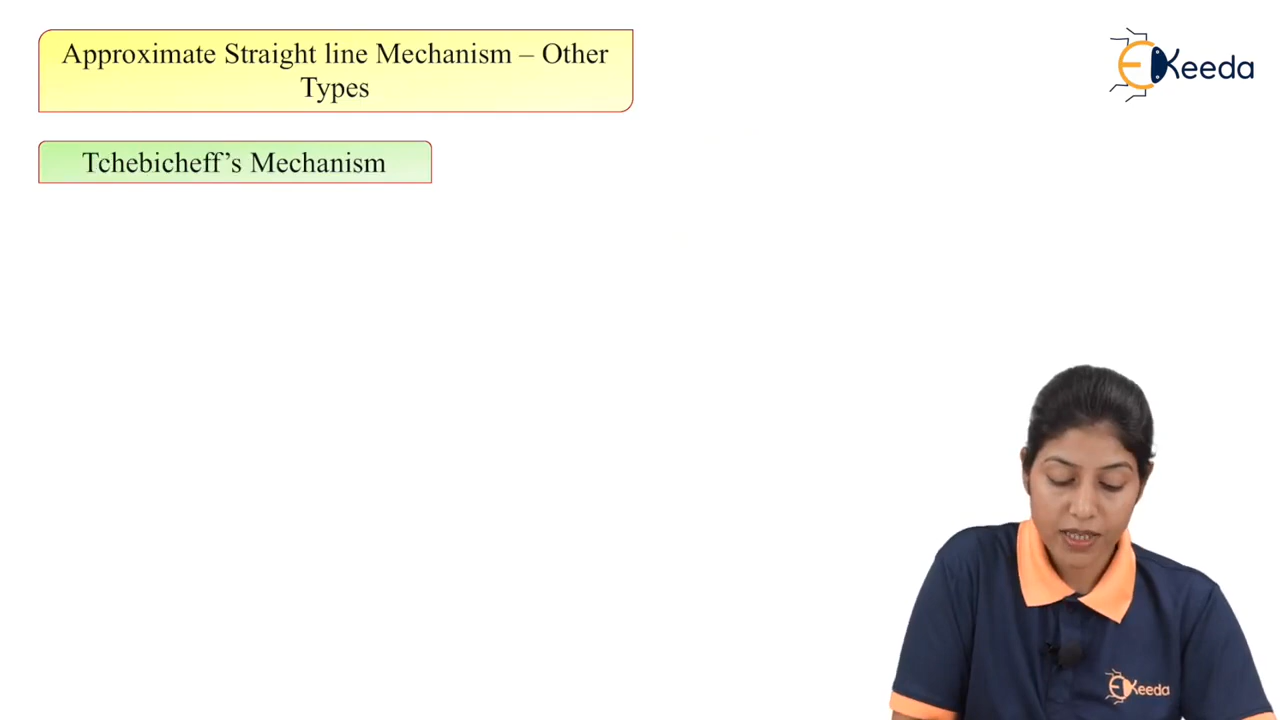 Approximate Straight line Mechanism – Other
Types
EKeeda
Tchebicheff’s Mechanism
EKeeda